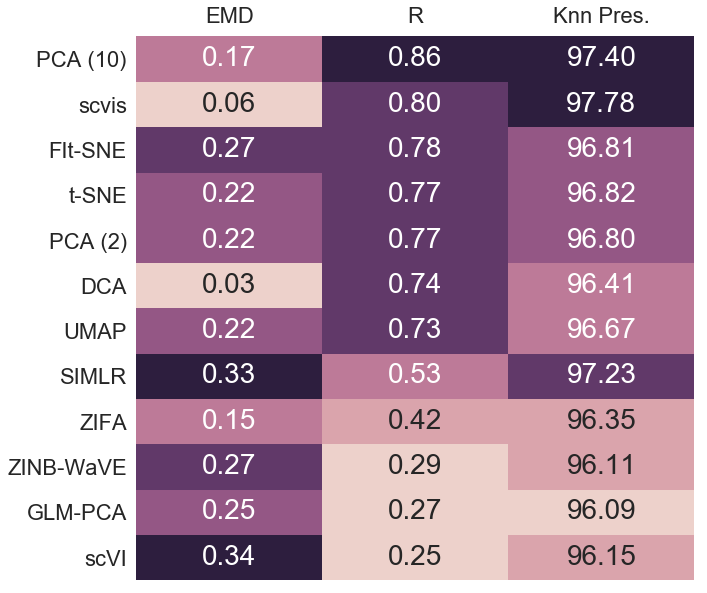 EMD R Knn Pres.
PCA (10) 0.17 0.86 97.40
scvis 0.06 0.80 97.78
FIt-SNE 0.27 0.78 96.81
t-SNE 0.22 0.77 96.82
PCA (2) 0.22 0.77 96.80
DCA 0.03 0.74 96.41
UMAP 0.22 0.73 96.67
SIMLR 0.33 0.53 97.23
ZIFA 0.15 0.42 96.35
ZINB-WaVE 0.27 0.29 96.11
GLM-PCA 0.25 0.27 96.09
scVI 0.34 0.25 96.15